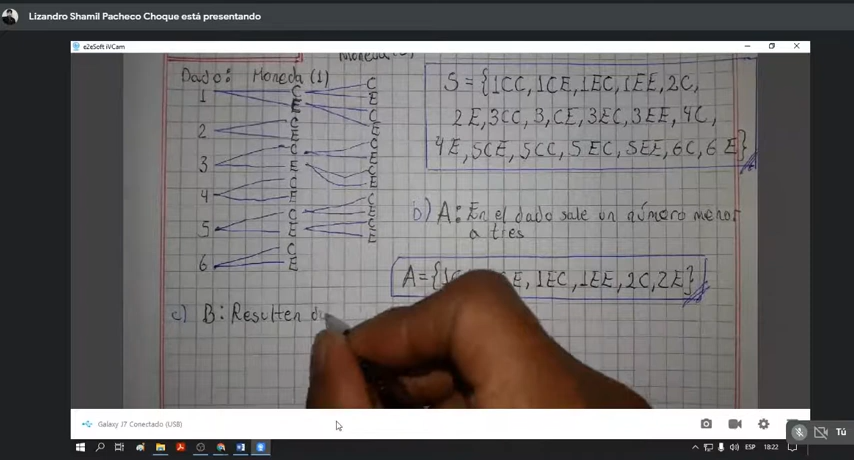 Lizandro Shamil Pacheco Choque está presentando
e2eSoft iVCam
Dado: Moneda (1)
1 C C
E E
C
E
2 C
E
3 C C
E E
C
E
4 C
E
5 C C
E E
C
E
6 C
E
S = {1CC, 1CE, 1EC, 1EE, 2C,
2E, 3CC, 3, CE, 3EC, 3EE, 4C,
4E, 5CE, 5CC, 5EC, 5EE, 6C, 6E}
b) A: En el dado sale un número menor
a tres
A = {1C E, 1EC, 1EE, 2C, 2E}
c) B: Resulten
Galaxy J7 Conectado (USB)
Tú
ESP 18:22